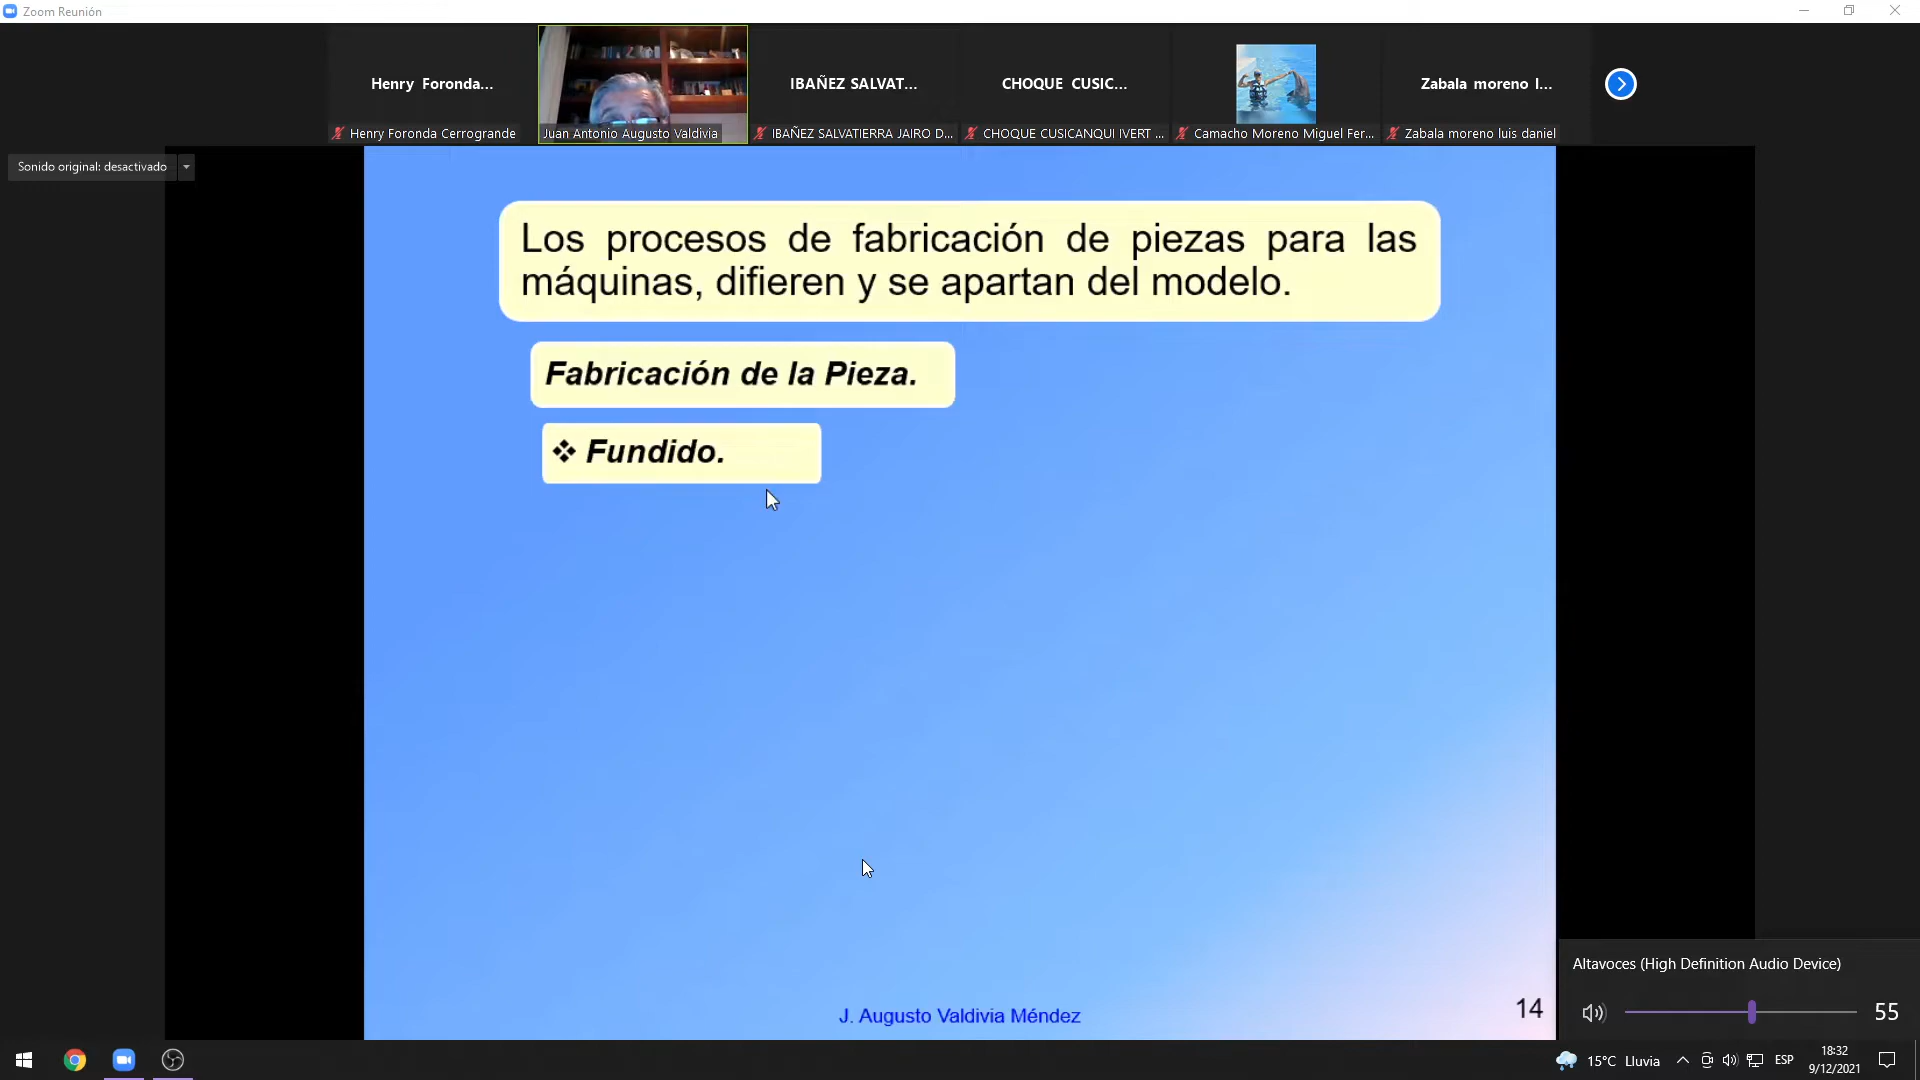 Zoom Reunión
Henry Foronda...
IBAÑEZ SALVAT...
CHOQUE CUSIC...
Zabala moreno l...
Henry Foronda Cerrogrande
Juan Antonio Augusto Valdivia
IBAÑEZ SALVATIERRA JAIRO D...
CHOQUE CUSICANQUI IVERT ...
Camacho Moreno Miguel Fer...
Zabala moreno luis daniel
Sonido original: desactivado
Los procesos de fabricación de piezas para las
máquinas, difieren y se apartan del modelo.
Fabricación de la Pieza.
❖ Fundido.
J. Augusto Valdivia Méndez
14
Altavoces (High Definition Audio Device)
55
15°C Lluvia
ESP
18:32
9/12/2021